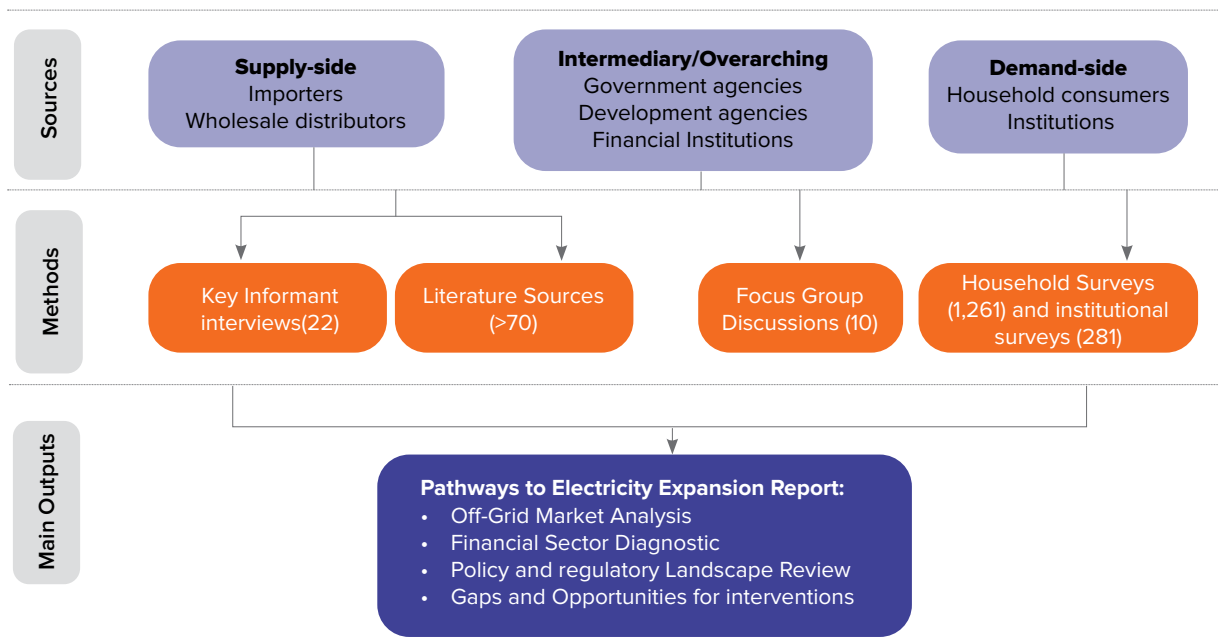 Sources
Supply-side
Importers
Wholesale distributors
Intermediary/Overarching
Government agencies
Development agencies
Financial Institutions
Demand-side
Household consumers
Institutions
Methods
Key Informant
interviews(22)
Literature Sources
(>70)
Focus Group
Discussions (10)
Household Surveys
(1,261) and institutional
surveys (281)
Main Outputs
Pathways to Electricity Expansion Report:
• Off-Grid Market Analysis
• Financial Sector Diagnostic
• Policy and regulatory Landscape Review
• Gaps and Opportunities for interventions